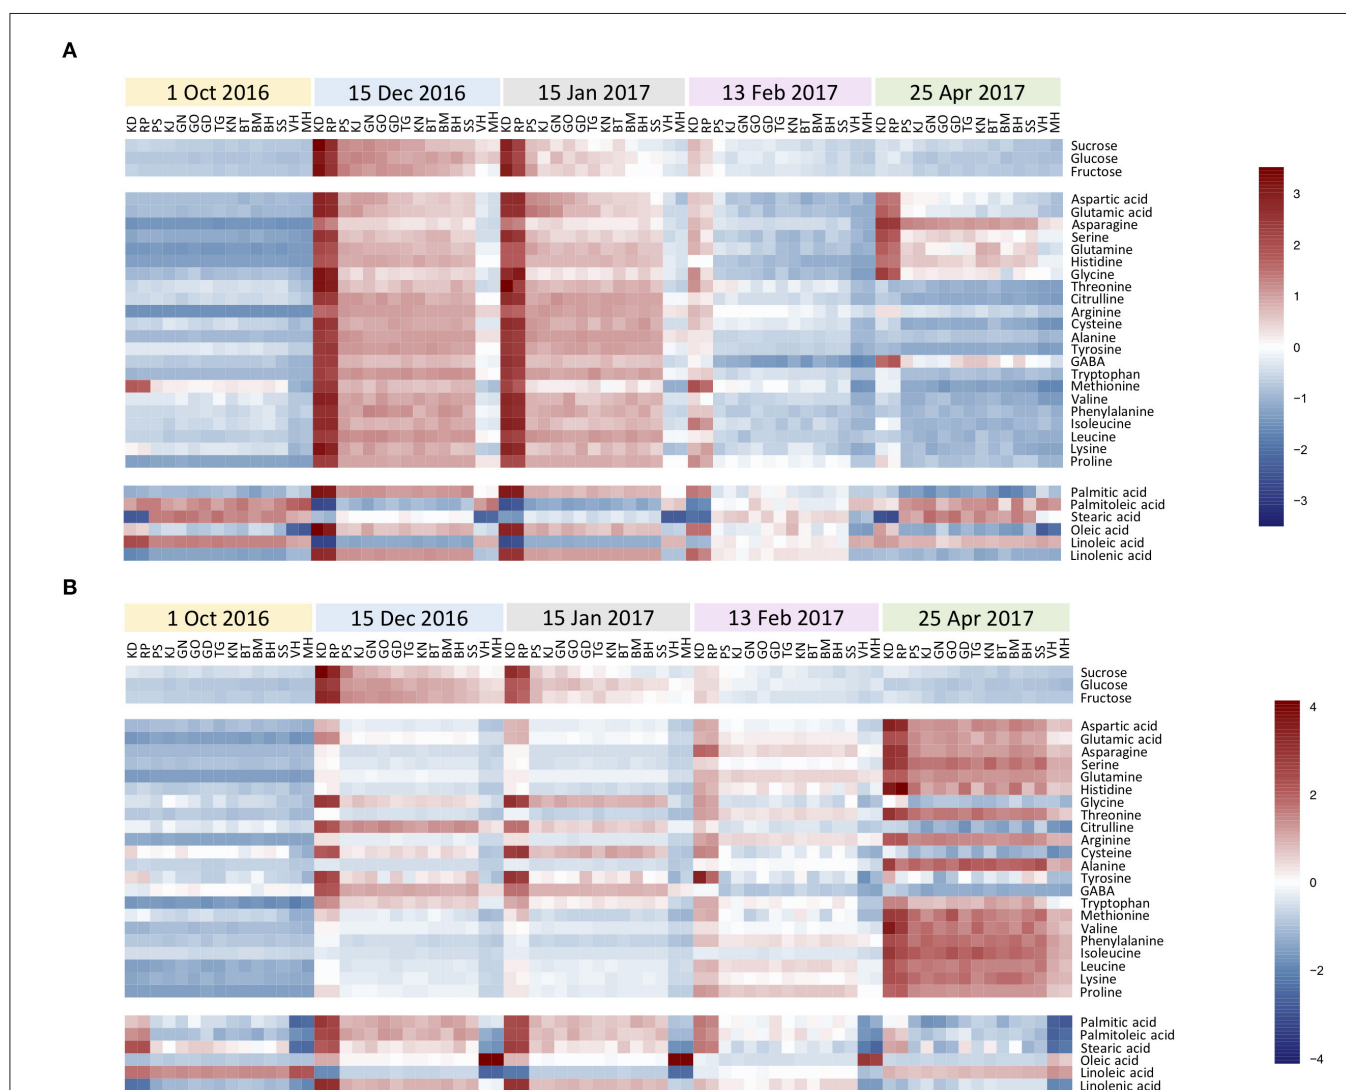 A
1 Oct 2016 15 Dec 2016 15 Jan 2017 13 Feb 2017 25 Apr 2017
KD RP PS KJ GN GO GD TG KN BT BM BH SS VH MH KD RP PS KJ GN GO GD TG KN BT BM BH SS VH MH KD RP PS KJ GN GO GD TG KN BT BM BH SS VH MH KD RP PS KJ GN GO GD TG KN BT BM BH SS VH MH KD RP PS KJ GN GO GD TG KN BT BM BH SS VH MH
Sucrose
Glucose
Fructose
Aspartic acid
Glutamic acid
Asparagine
Serine
Glutamine
Histidine
Glycine
Threonine
Citrulline
Arginine
Cysteine
Alanine
Tyrosine
GABA
Tryptophan
Methionine
Valine
Phenylalanine
Isoleucine
Leucine
Lysine
Proline
Palmitic acid
Palmitoleic acid
Stearic acid
Oleic acid
Linoleic acid
Linolenic acid
3
2
1
0
−1
−2
−3
B
1 Oct 2016 15 Dec 2016 15 Jan 2017 13 Feb 2017 25 Apr 2017
KD RP PS KJ GN GO GD TG KN BT BM BH SS VH MH KD RP PS KJ GN GO GD TG KN BT BM BH SS VH MH KD RP PS KJ GN GO GD TG KN BT BM BH SS VH MH KD RP PS KJ GN GO GD TG KN BT BM BH SS VH MH KD RP PS KJ GN GO GD TG KN BT BM BH SS VH MH
Sucrose
Glucose
Fructose
Aspartic acid
Glutamic acid
Asparagine
Serine
Glutamine
Histidine
Glycine
Threonine
Citrulline
Arginine
Cysteine
Alanine
Tyrosine
GABA
Tryptophan
Methionine
Valine
Phenylalanine
Isoleucine
Leucine
Lysine
Proline
Palmitic acid
Palmitoleic acid
Stearic acid
Oleic acid
Linoleic acid
Linolenic acid
4
2
0
−2
−4